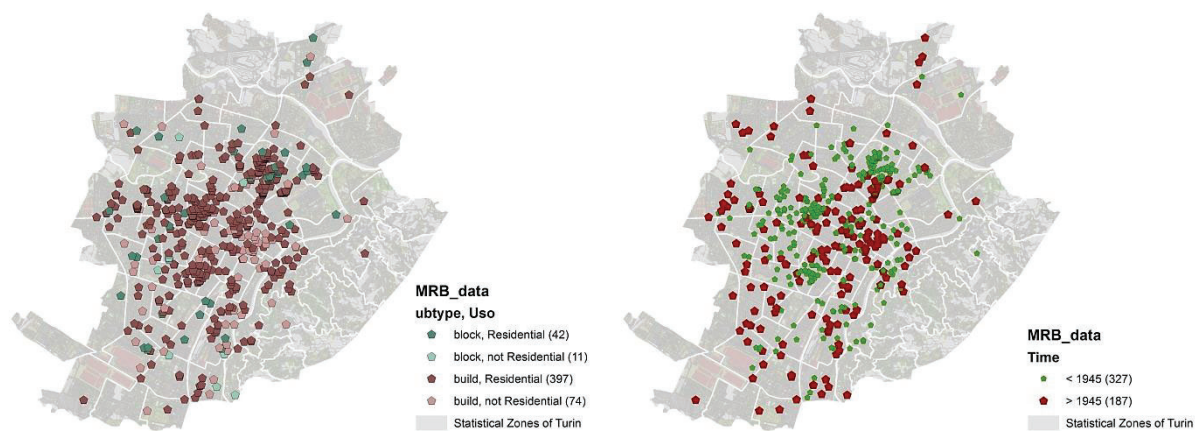 MRB_data
ubtype, Uso
block, Residential (42)
block, not Residential (11)
build, Residential (397)
build, not Residential (74)
Statistical Zones of Turin
MRB_data
Time
< 1945 (327)
> 1945 (187)
Statistical Zones of Turin